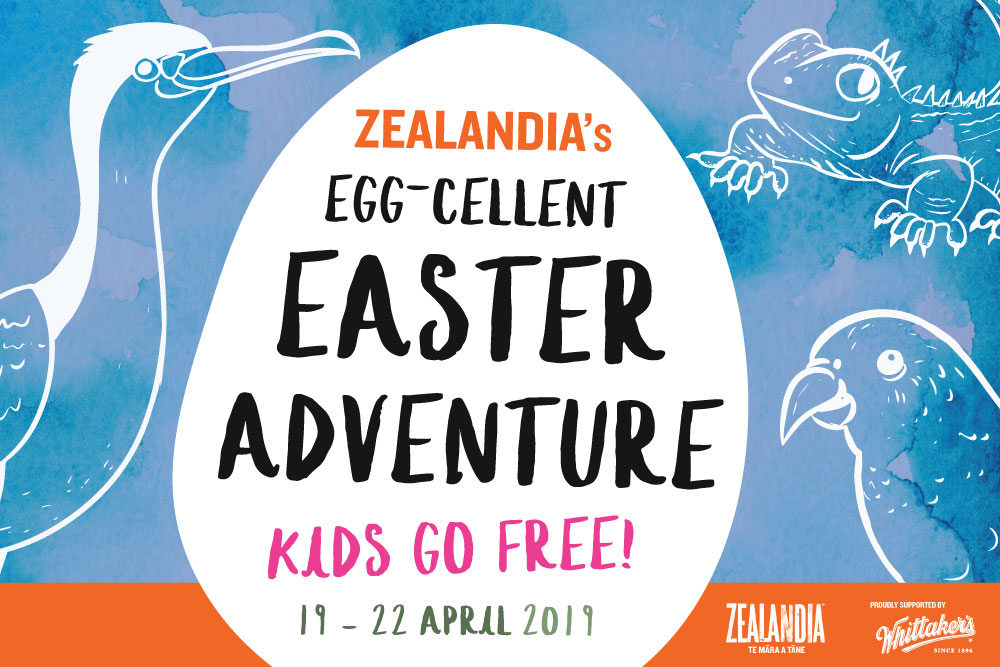 ZEALANDIA's
EGG-CELLENT
EASTER
ADVENTURE
KIDS GO FREE!
19 - 22 APRIL 2019
ZEALANDIA™
TE MĀRA A TĀNE
PROUDLY SUPPORTED BY
Whittaker's
SINCE 1896